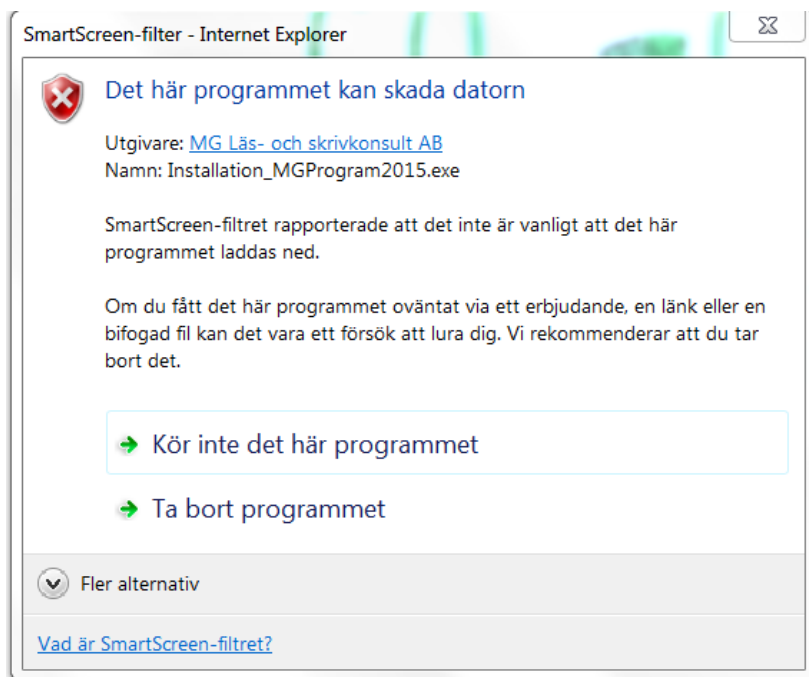 SmartScreen-filter - Internet Explorer
Det här programmet kan skada datorn
Utgivare: MG Läs- och skrivkonsult AB
Namn: Installation_MGProgram2015.exe
SmartScreen-filtret rapporterade att det inte är vanligt att det här
programmet laddas ned.
Om du fått det här programmet oväntat via ett erbjudande, en länk eller en
bifogad fil kan det vara ett försök att lura dig. Vi rekommenderar att du tar
bort det.
Kör inte det här programmet
Ta bort programmet
Fler alternativ
Vad är SmartScreen-filtret?